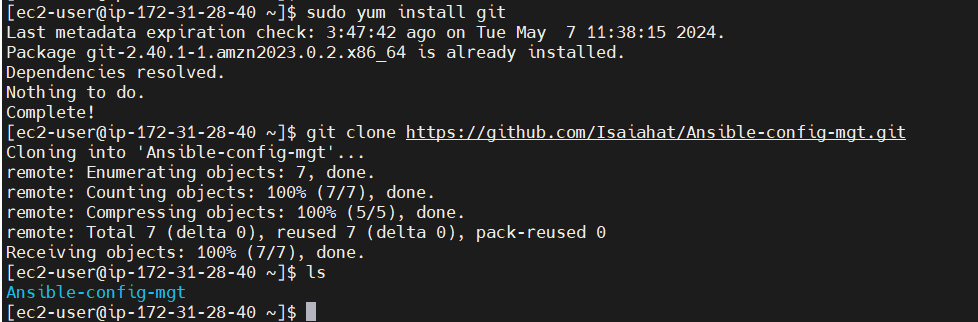 [ec2-user@ip-172-31-28-40 ~]$ sudo yum install git
Last metadata expiration check: 3:47:42 ago on Tue May  7 11:38:15 2024.
Package git-2.40.1-1.amzn2023.0.2.x86_64 is already installed.
Dependencies resolved.
Nothing to do.
Complete!
[ec2-user@ip-172-31-28-40 ~]$ git clone https://github.com/Isaiahat/Ansible-config-mgt.git
Cloning into 'Ansible-config-mgt'...
remote: Enumerating objects: 7, done.
remote: Counting objects: 100% (7/7), done.
remote: Compressing objects: 100% (5/5), done.
remote: Total 7 (delta 0), reused 7 (delta 0), pack-reused 0
Receiving objects: 100% (7/7), done.
[ec2-user@ip-172-31-28-40 ~]$ ls
Ansible-config-mgt
[ec2-user@ip-172-31-28-40 ~]$